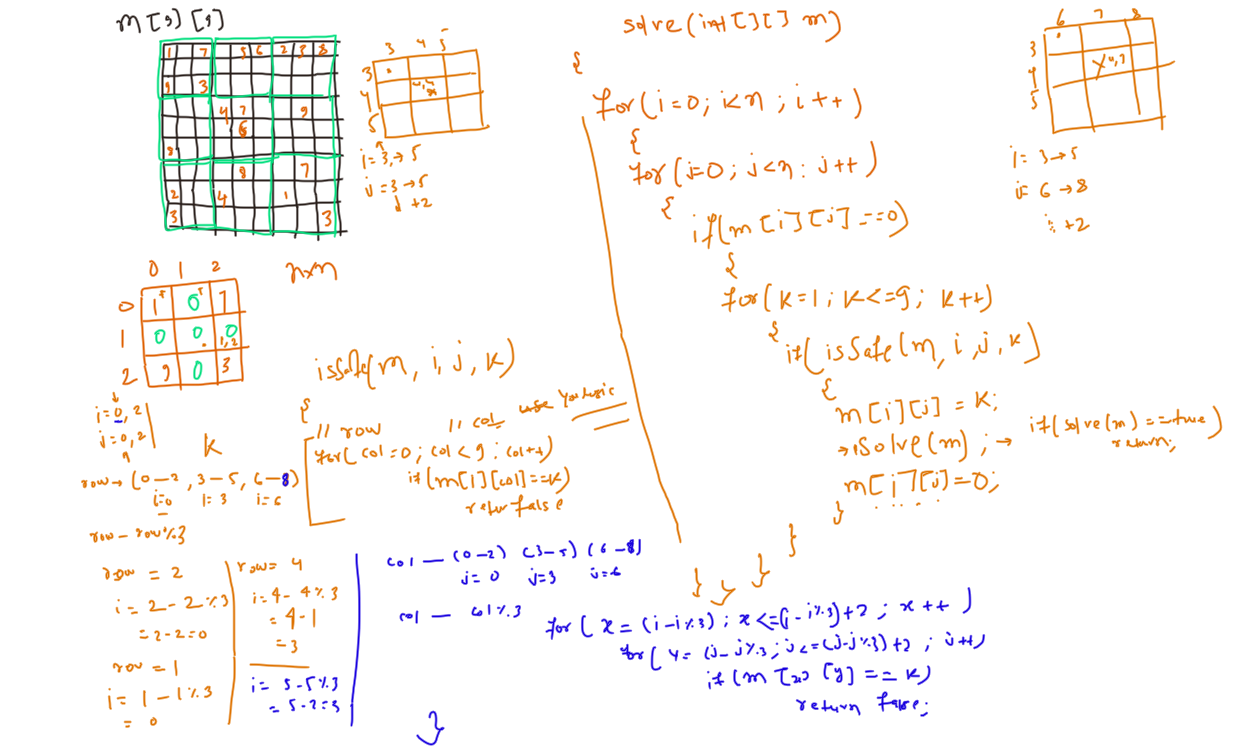 m[9][9]
1 7 5 6 2 3 8
9 3
4 7 9
6
8
8 7
2 4 1
3 3
3 4 5
3
4 4,4
5
i=3,→5
j=3→5
+2
n×n
0 1 2
0 1 0 7
1 0 0 0 1,2
2 9 0 3
i=0,2
j=0,2
K
row→(0-2, 3-5, 6-8)
i=0 i=3 i=6
row-row%3
row = 2
i= 2-2%3
=2-2=0
row = 1
i= 1-1%3
= 0
row= 4
i=4-4%3
=4-1
=3
i= 5-5%3
= 5-2=3
isSafe(m, i, j, K)
{
// row // col use Your logic
for(col=0; col<9; col++)
if(m[i][col]==K)
return false
col — (0-2) (3-5) (6-8)
j=0 j=3 j=6
col — col%3
for(x=(i-i%3); x<=(i-i%3)+2; x++)
for(y=(j-j%3; j<=(j-j%3)+2; j++)
if(m[x][y]==K)
return false;
}
solve(int[][] m)
{
for(i=0; i<n; i++)
{
for(j=0; j<n; j++)
{
if(m[i][j]==0)
{
for(K=1; K<=9; K++)
{
if(isSafe(m, i, j, K)
{
m[i][j] = K;
→Solve(m); → if(solve(m)==true)
return;
m[i][j]=0;
}
}
}
}
}
6 7 8
3
4 4,7
5
i= 3→5
j= 6→8
+2